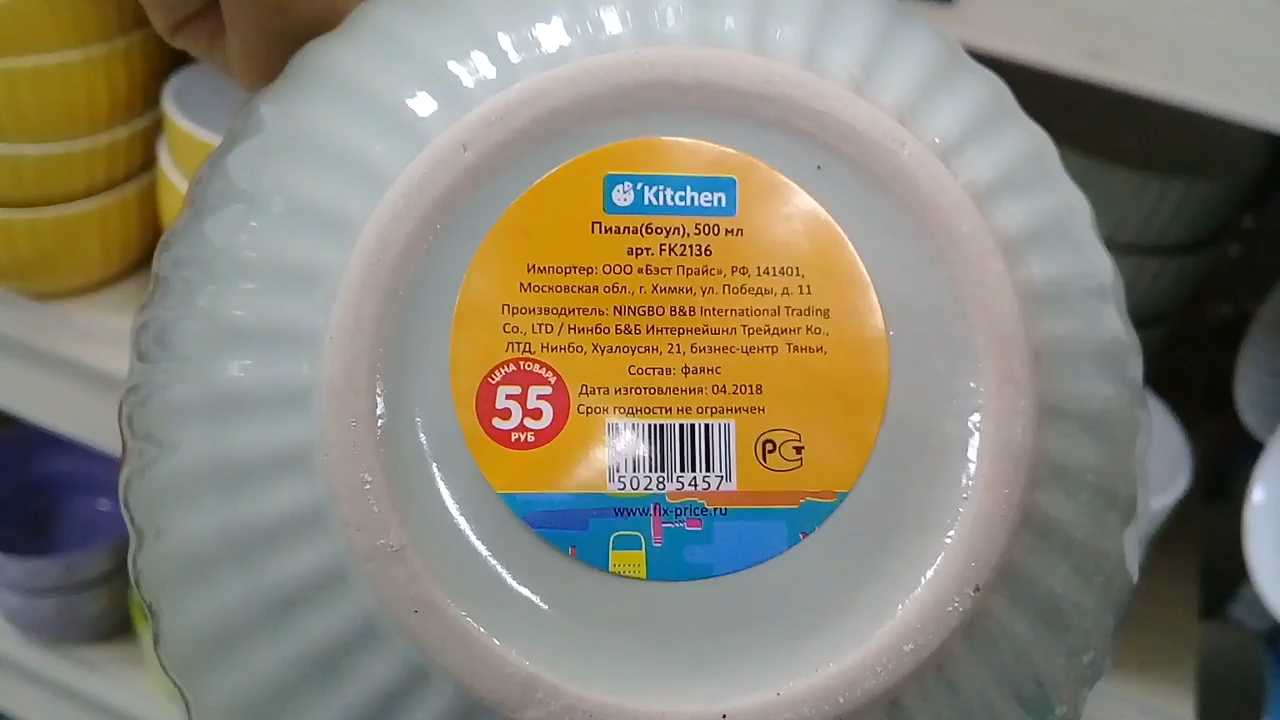 'Kitchen
Пиала(боул), 500 мл
арт. FK2136
Импортер: ООО «Бэст Прайс», РФ, 141401,
Московская обл., г. Химки, ул. Победы, д. 11
Производитель: NINGBO B&B International Trading
Co., LTD / Нинбо Б&Б Интернейшнл Трейдинг Ко.,
ЛТД, Нинбо, Хуалоусян, 21, бизнес-центр Тяньи,
Состав: фаянс
Дата изготовления: 04.2018
Срок годности не ограничен
ЦЕНА ТОВАРА
55
РУБ
5028 5457
РСТ
www.fix-price.ru